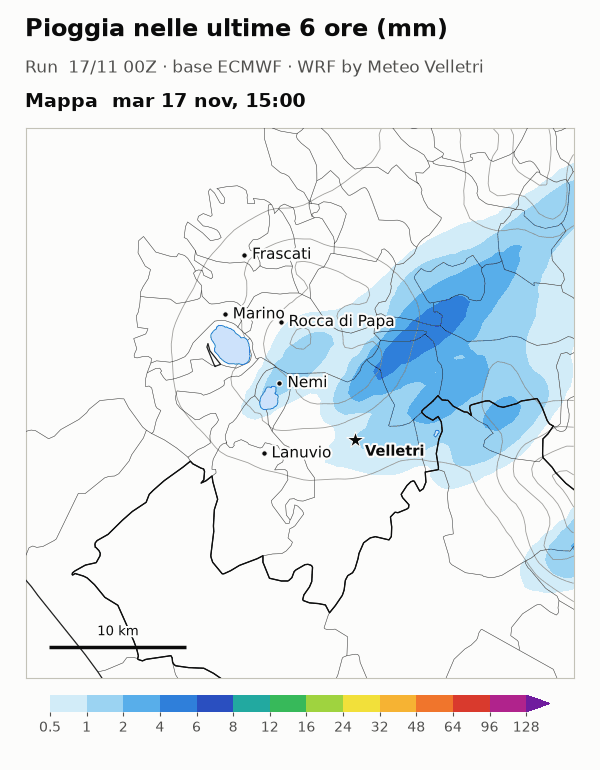 Pioggia nelle ultime 6 ore (mm)
Run 17/11 00Z · base ECMWF · WRF by Meteo Velletri
Mappa mar 17 nov, 15:00
Frascati
Marino
Rocca di Papa
Nemi
Velletri
Lanuvio
10 km
0.5 1 2 4 6 8 12 16 24 32 48 64 96 128